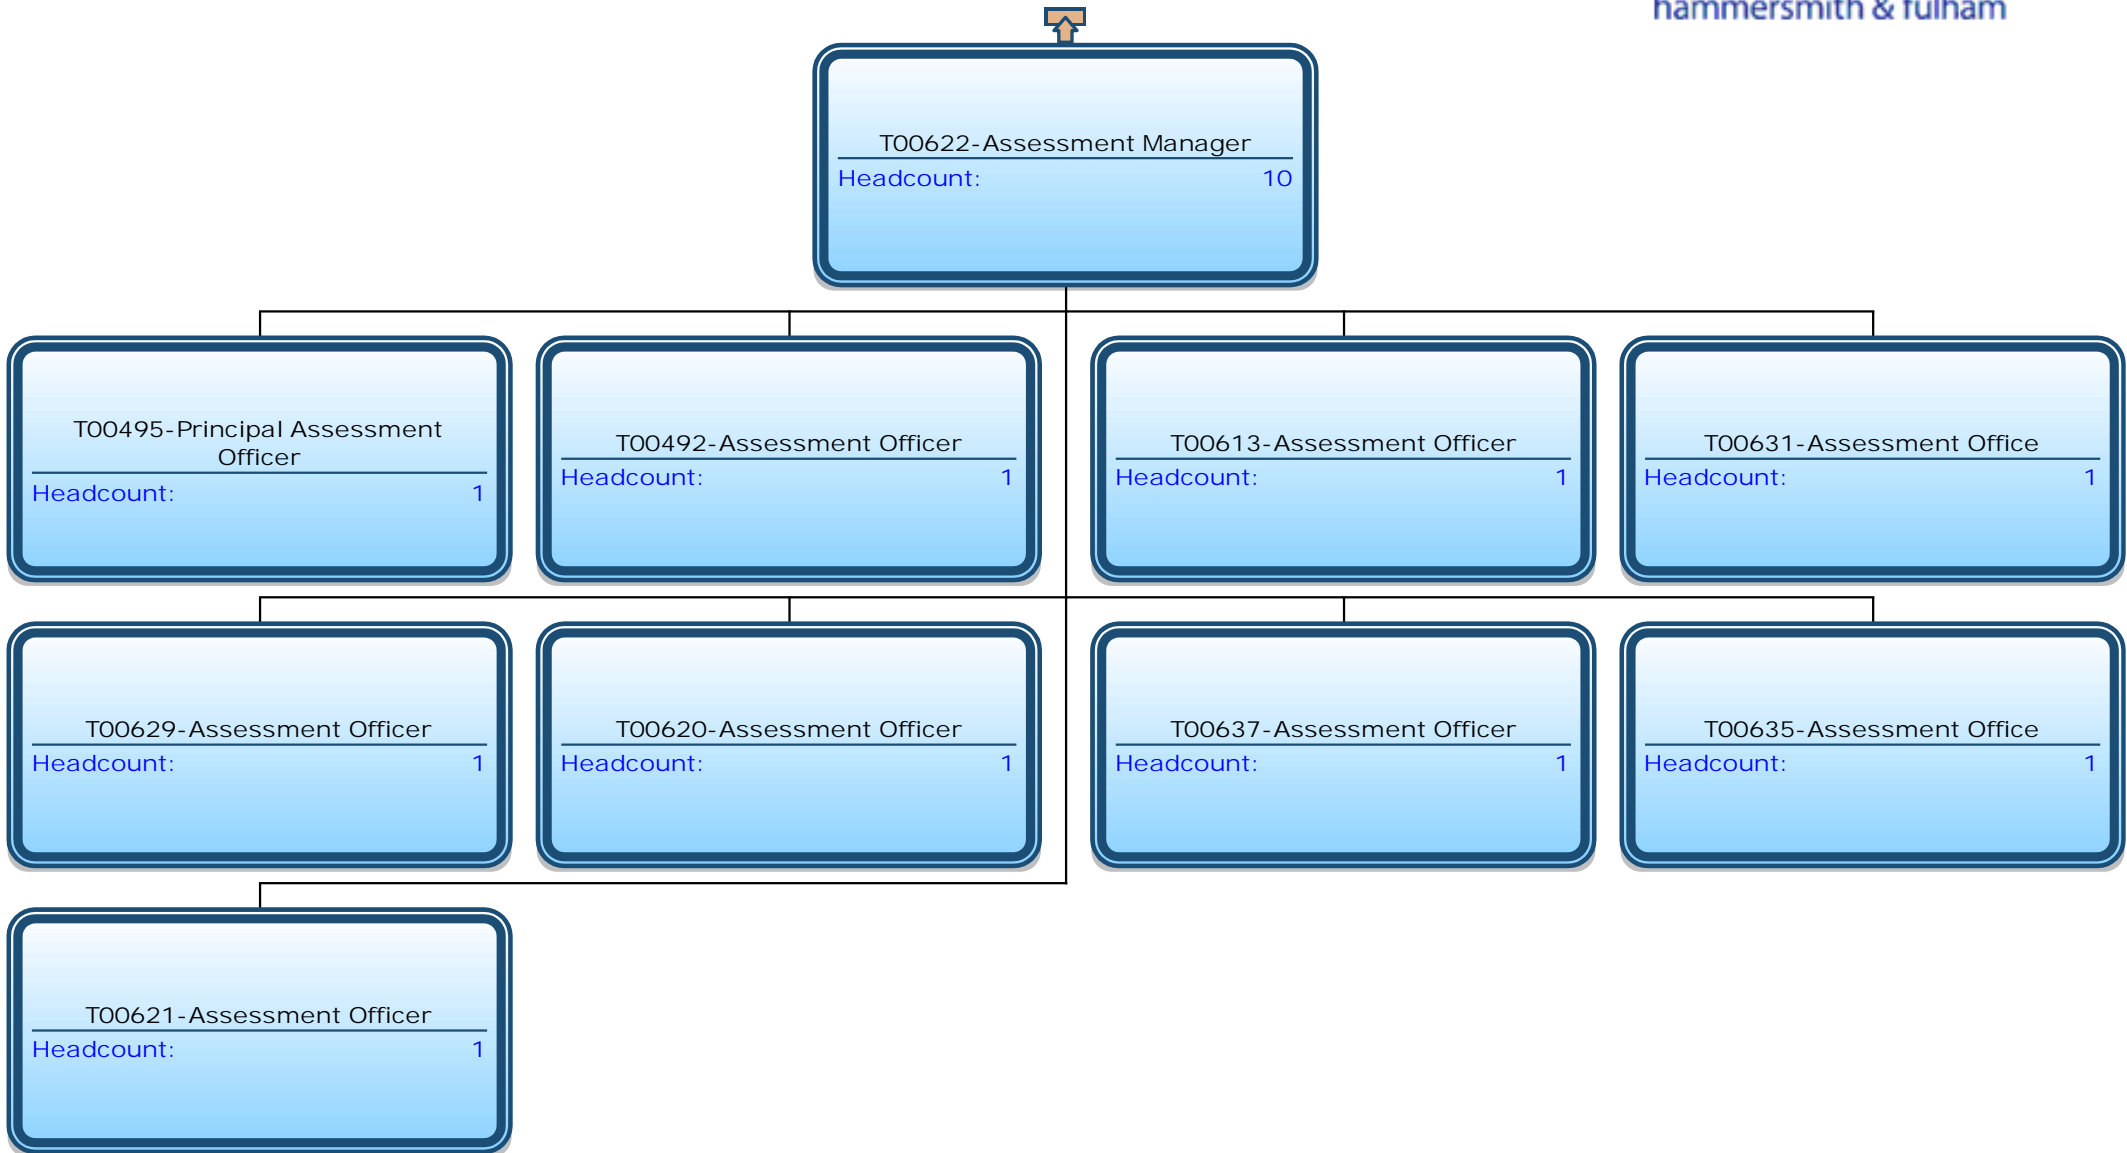 hammersmith & fulham
T00622-Assessment Manager
Headcount: 10
T00495-Principal Assessment
Officer
Headcount: 1
T00492-Assessment Officer
Headcount: 1
T00613-Assessment Officer
Headcount: 1
T00631-Assessment Office
Headcount: 1
T00629-Assessment Officer
Headcount: 1
T00620-Assessment Officer
Headcount: 1
T00637-Assessment Officer
Headcount: 1
T00635-Assessment Office
Headcount: 1
T00621-Assessment Officer
Headcount: 1